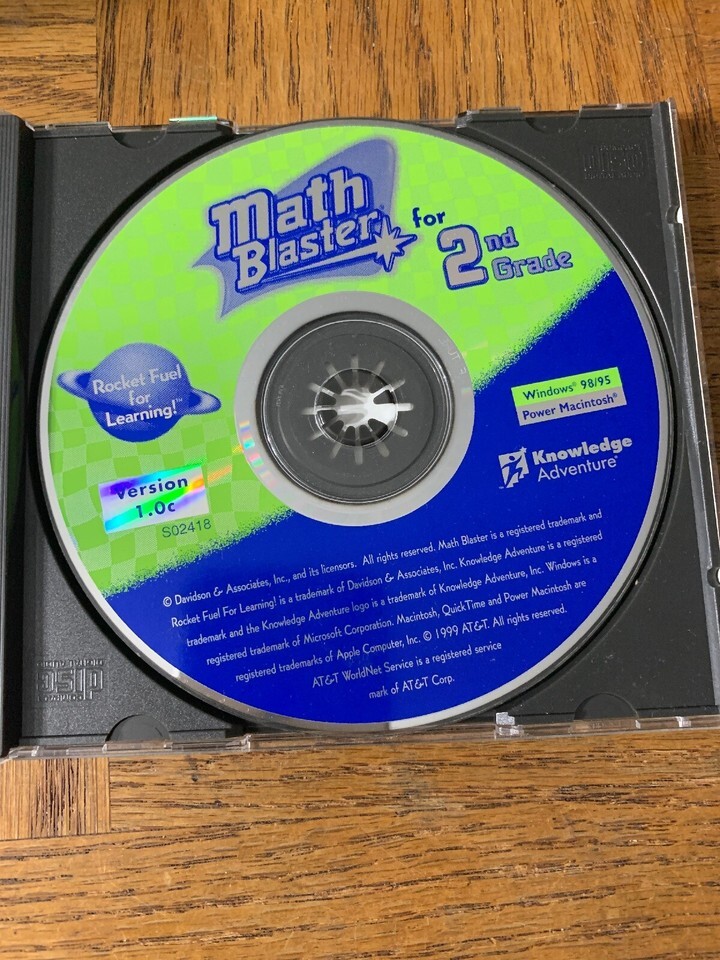 Math
Blaster® for
2nd
Grade
Rocket Fuel
for
Learning!™
Windows® 98/95
Power Macintosh®
Knowledge
Adventure®
Version
1.0c
S02418
© Davidson & Associates, Inc., and its licensors. All rights reserved. Math Blaster is a registered trademark and
Rocket Fuel For Learning! is a trademark of Davidson & Associates, Inc. Knowledge Adventure is a registered
trademark and the Knowledge Adventure logo is a trademark of Knowledge Adventure, Inc. Windows is a
registered trademark of Microsoft Corporation. Macintosh, QuickTime and Power Macintosh are
registered trademarks of Apple Computer, Inc. © 1999 AT&T. All rights reserved.
AT&T WorldNet Service is a registered service
mark of AT&T Corp.
disc